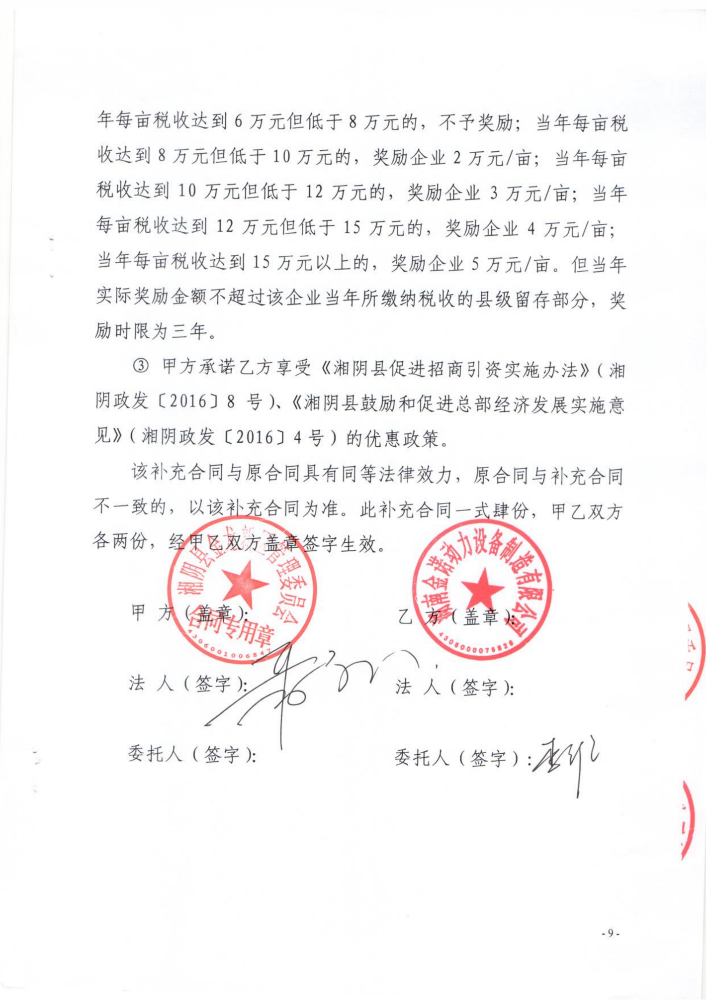 年每亩税收达到 6 万元但低于 8 万元的，不予奖励；当年每亩税
收达到 8 万元但低于 10 万元的，奖励企业 2 万元/亩；当年每亩
税收达到 10 万元但低于 12 万元的，奖励企业 3 万元/亩；当年
每亩税收达到 12 万元但低于 15 万元的，奖励企业 4 万元/亩；
当年每亩税收达到 15 万元以上的，奖励企业 5 万元/亩。但当年
实际奖励金额不超过该企业当年所缴纳税收的县级留存部分，奖
励时限为三年。
③ 甲方承诺乙方享受《湘阴县促进招商引资实施办法》（湘
阴政发〔2016〕8 号）、《湘阴县鼓励和促进总部经济发展实施意
见》（湘阴政发〔2016〕4 号）的优惠政策。
该补充合同与原合同具有同等法律效力，原合同与补充合同
不一致的，以该补充合同为准。此补充合同一式肆份，甲乙双方
各两份，经甲乙双方盖章签字生效。
湘阴县金龙新区管理委员会
合同专用章
4306001006847
湖南金诺动力设备制造有限公司
4306000075826
甲 方（盖章）：
乙 方（盖章）：
法 人（签字）：
法 人（签字）：
委托人（签字）：
委托人（签字）：
-9-